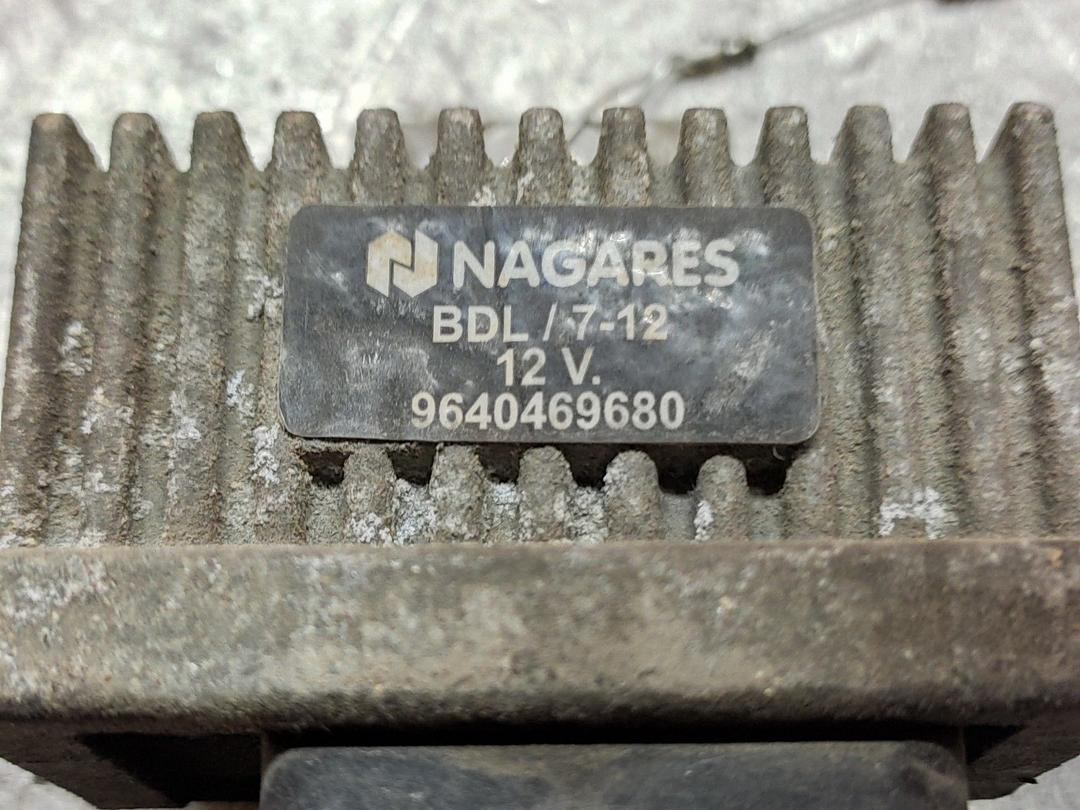 NAGARES
BDL / 7-12
12 V.
9640469680